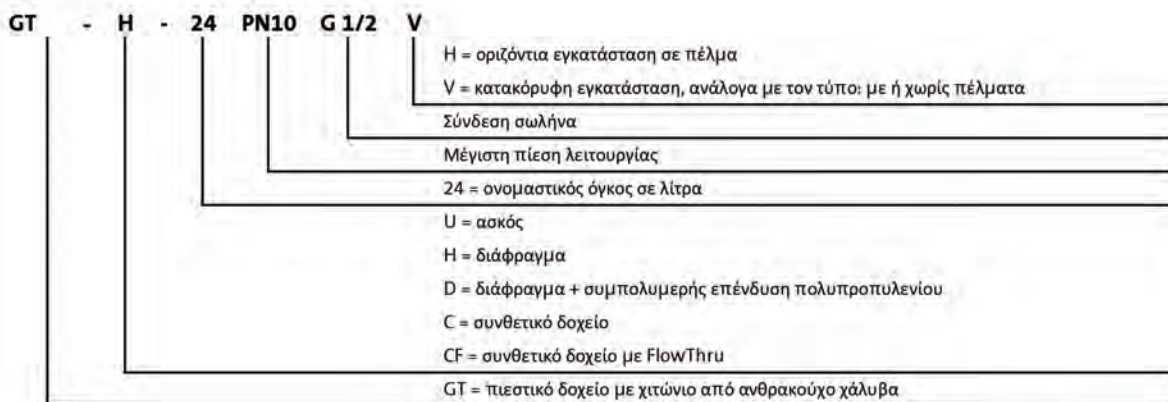 GT - H - 24 PN10 G 1/2 V
H = οριζόντια εγκατάσταση σε πέλμα
V = κατακόρυφη εγκατάσταση, ανάλογα με τον τύπο: με ή χωρίς πέλματα
Σύνδεση σωλήνα
Μέγιστη πίεση λειτουργίας
24 = ονομαστικός όγκος σε λίτρα
U = ασκός
H = διάφραγμα
D = διάφραγμα + συμπολυμερής επένδυση πολυπροπυλενίου
C = συνθετικό δοχείο
CF = συνθετικό δοχείο με FlowThru
GT = πιεστικό δοχείο με χιτώνιο από ανθρακούχο χάλυβα